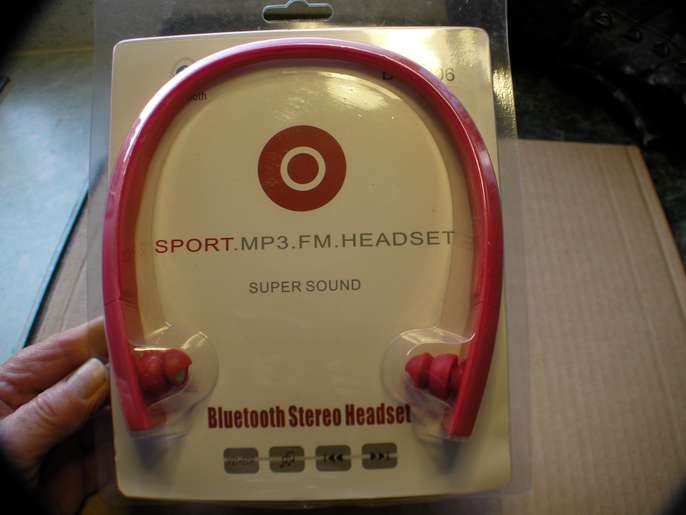 SPORT.MP3.FM.HEADSET
SUPER SOUND
Bluetooth Stereo Headset